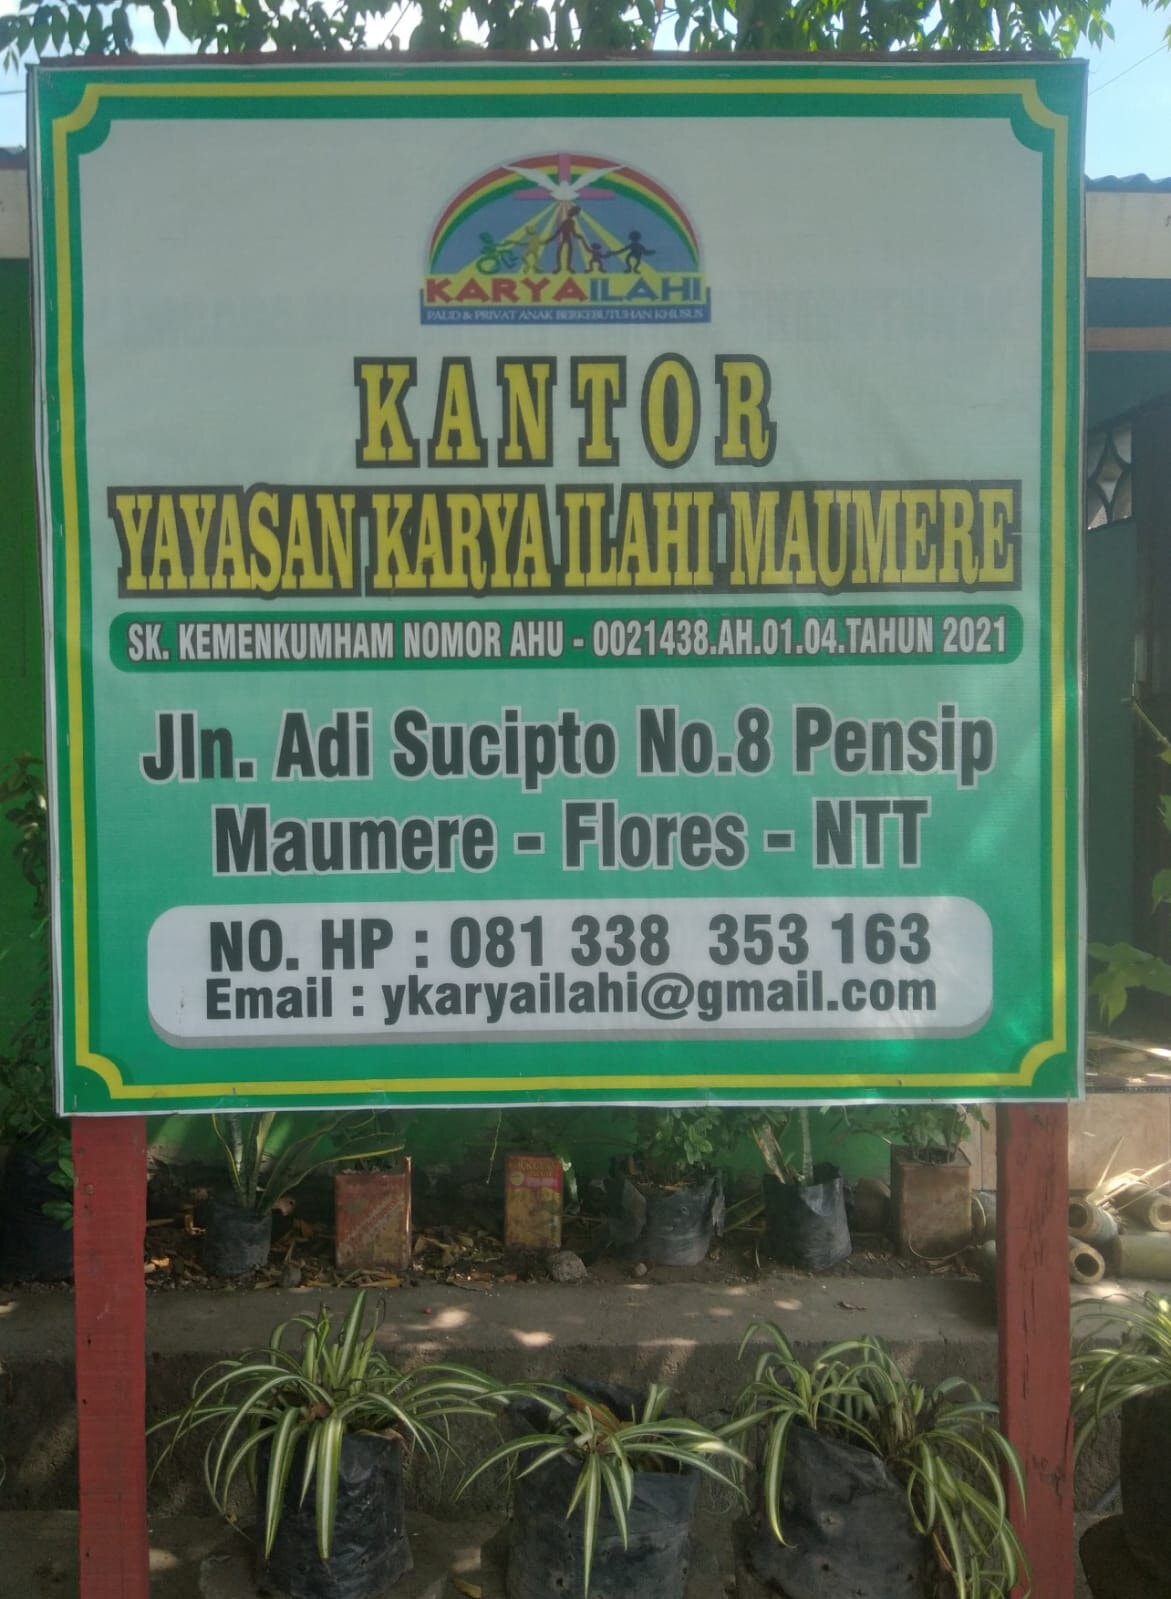 KARYAILAHI
PAUD & PRIVAT ANAK BERKEBUTUHAN KHUSUS
KANTOR
YAYASAN KARYA ILAHI MAUMERE
SK. KEMENKUMHAM NOMOR AHU - 0021438.AH.01.04.TAHUN 2021
Jln. Adi Sucipto No.8 Pensip
Maumere - Flores - NTT
NO. HP : 081 338 353 163
Email : ykaryailahi@gmail.com